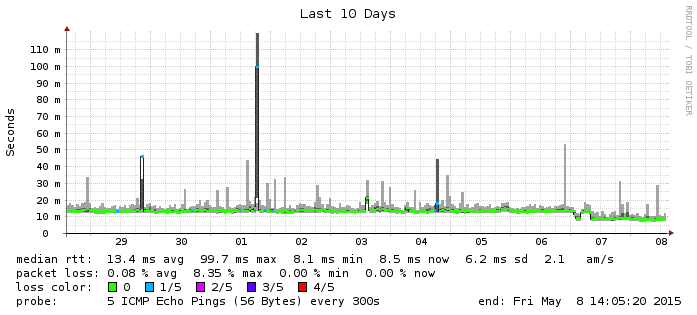 Last 10 Days
RRDTOOL / TOBI OETIKER
Seconds
110 m
100 m
90 m
80 m
70 m
60 m
50 m
40 m
30 m
20 m
10 m
0
29 30 01 02 03 04 05 06 07 08
median rtt: 13.4 ms avg 99.7 ms max 8.1 ms min 8.5 ms now 6.2 ms sd 2.1 am/s
packet loss: 0.08 % avg 8.35 % max 0.00 % min 0.00 % now
loss color: 0 1/5 2/5 3/5 4/5
probe: 5 ICMP Echo Pings (56 Bytes) every 300s end: Fri May 8 14:05:20 2015